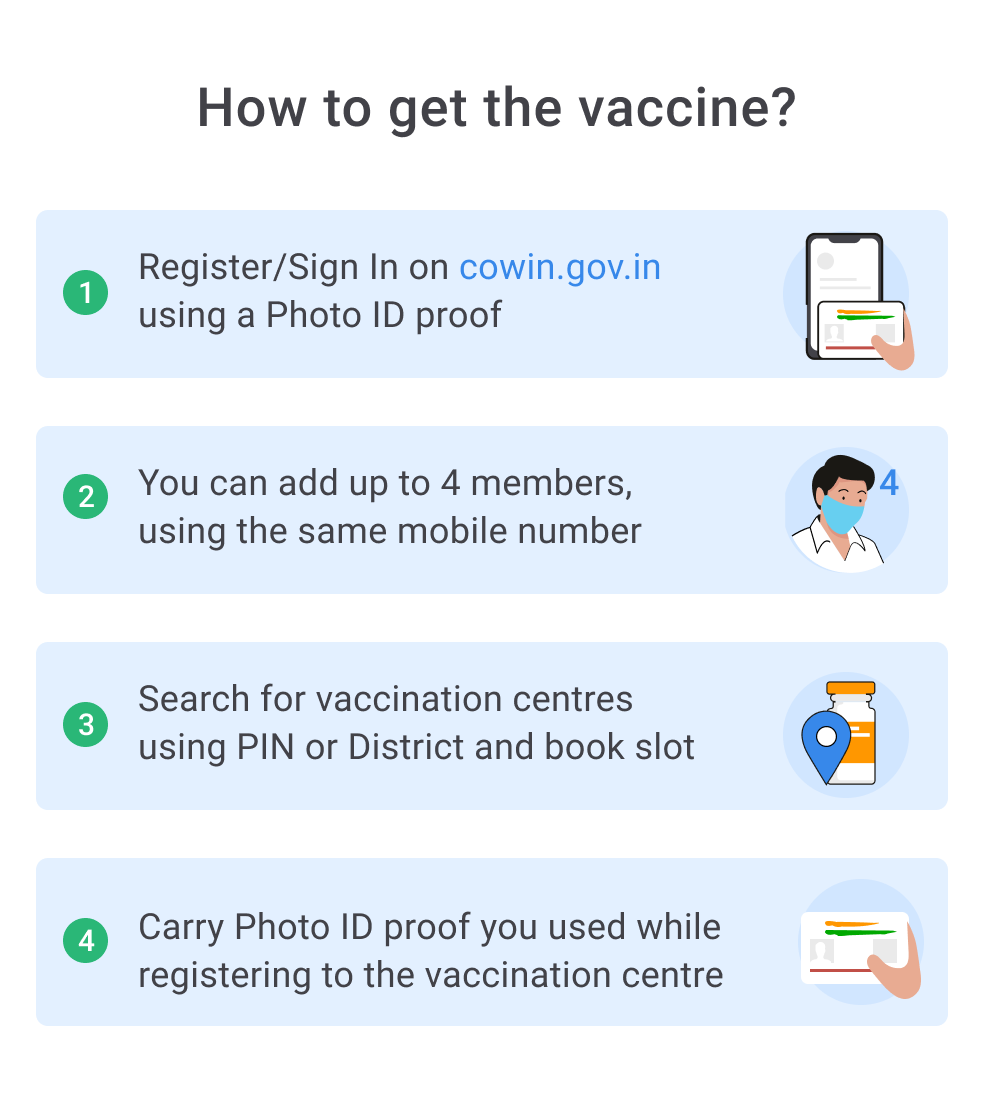 How to get the vaccine?
1
Register/Sign In on cowin.gov.in
using a Photo ID proof
2
You can add up to 4 members,
using the same mobile number
4
3
Search for vaccination centres
using PIN or District and book slot
4
Carry Photo ID proof you used while
registering to the vaccination centre